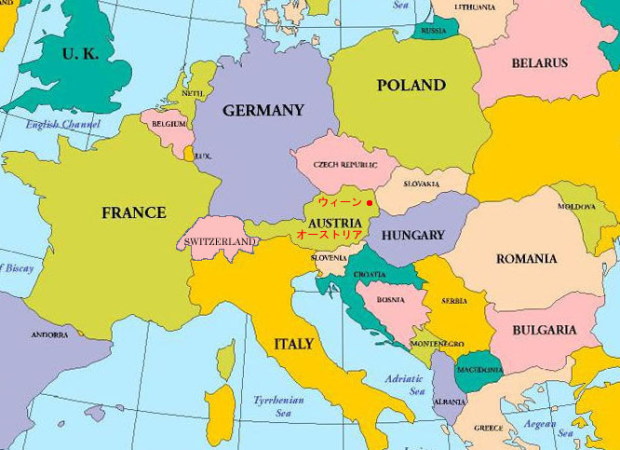 Sea
LITHUANIA
RUSSIA
U. K.
BELARUS
POLAND
NETH.
GERMANY
English Channel
BELGIUM
LUX.
CZECH REPUBLIC
SLOVAKIA
ウィーン
MOLDOVA
FRANCE
AUSTRIA
オーストリア
HUNGARY
SWITZERLAND
SLOVENIA
ROMANIA
of Biscay
CROATIA
BOSNIA
SERBIA
ANDORRA
ITALY
MONTENEGRO
BULGARIA
MACEDONIA
Adriatic
Sea
Tyrrhenian
Sea
ALBANIA
GREECE
Aegean
Sea